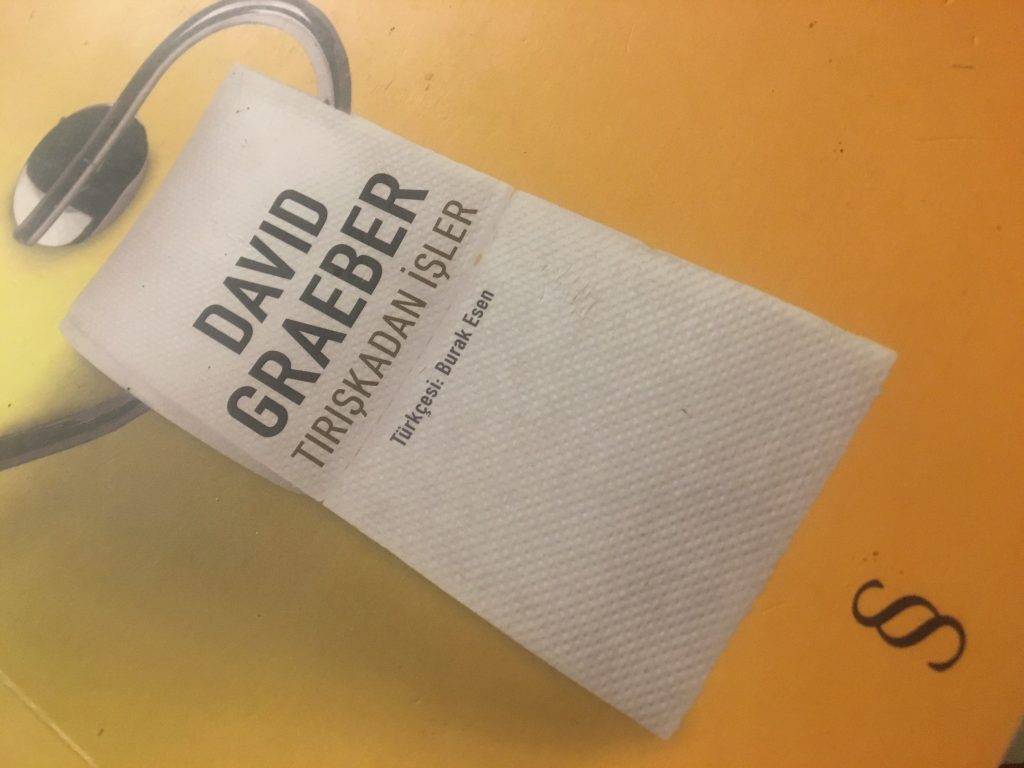 DAVID
GRAEBER
TIRIŞKADAN İŞLER
Türkçesi: Burak Esen